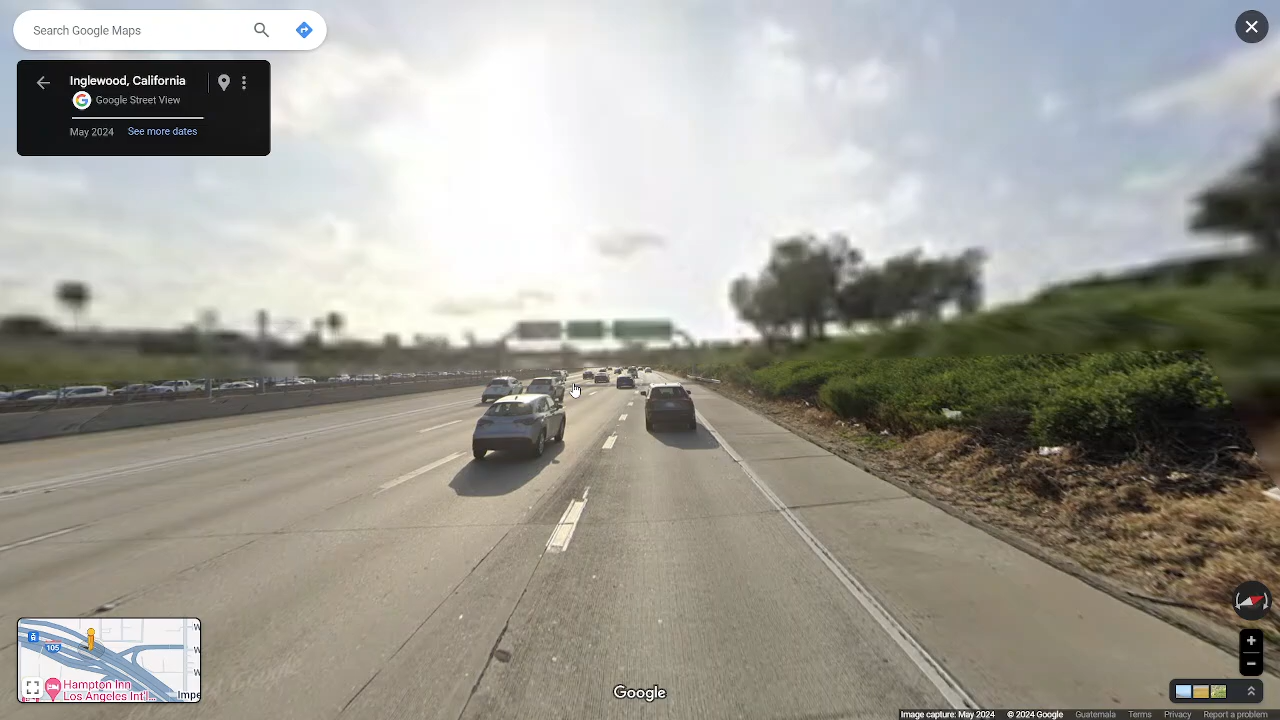 Search Google Maps
Inglewood, California
Google Street View
May 2024 See more dates
105
W
W
W
Hampton Inn
Los Angeles Int'l...
Impe
Google
Image capture: May 2024 © 2024 Google Guatemala Terms Privacy Report a problem